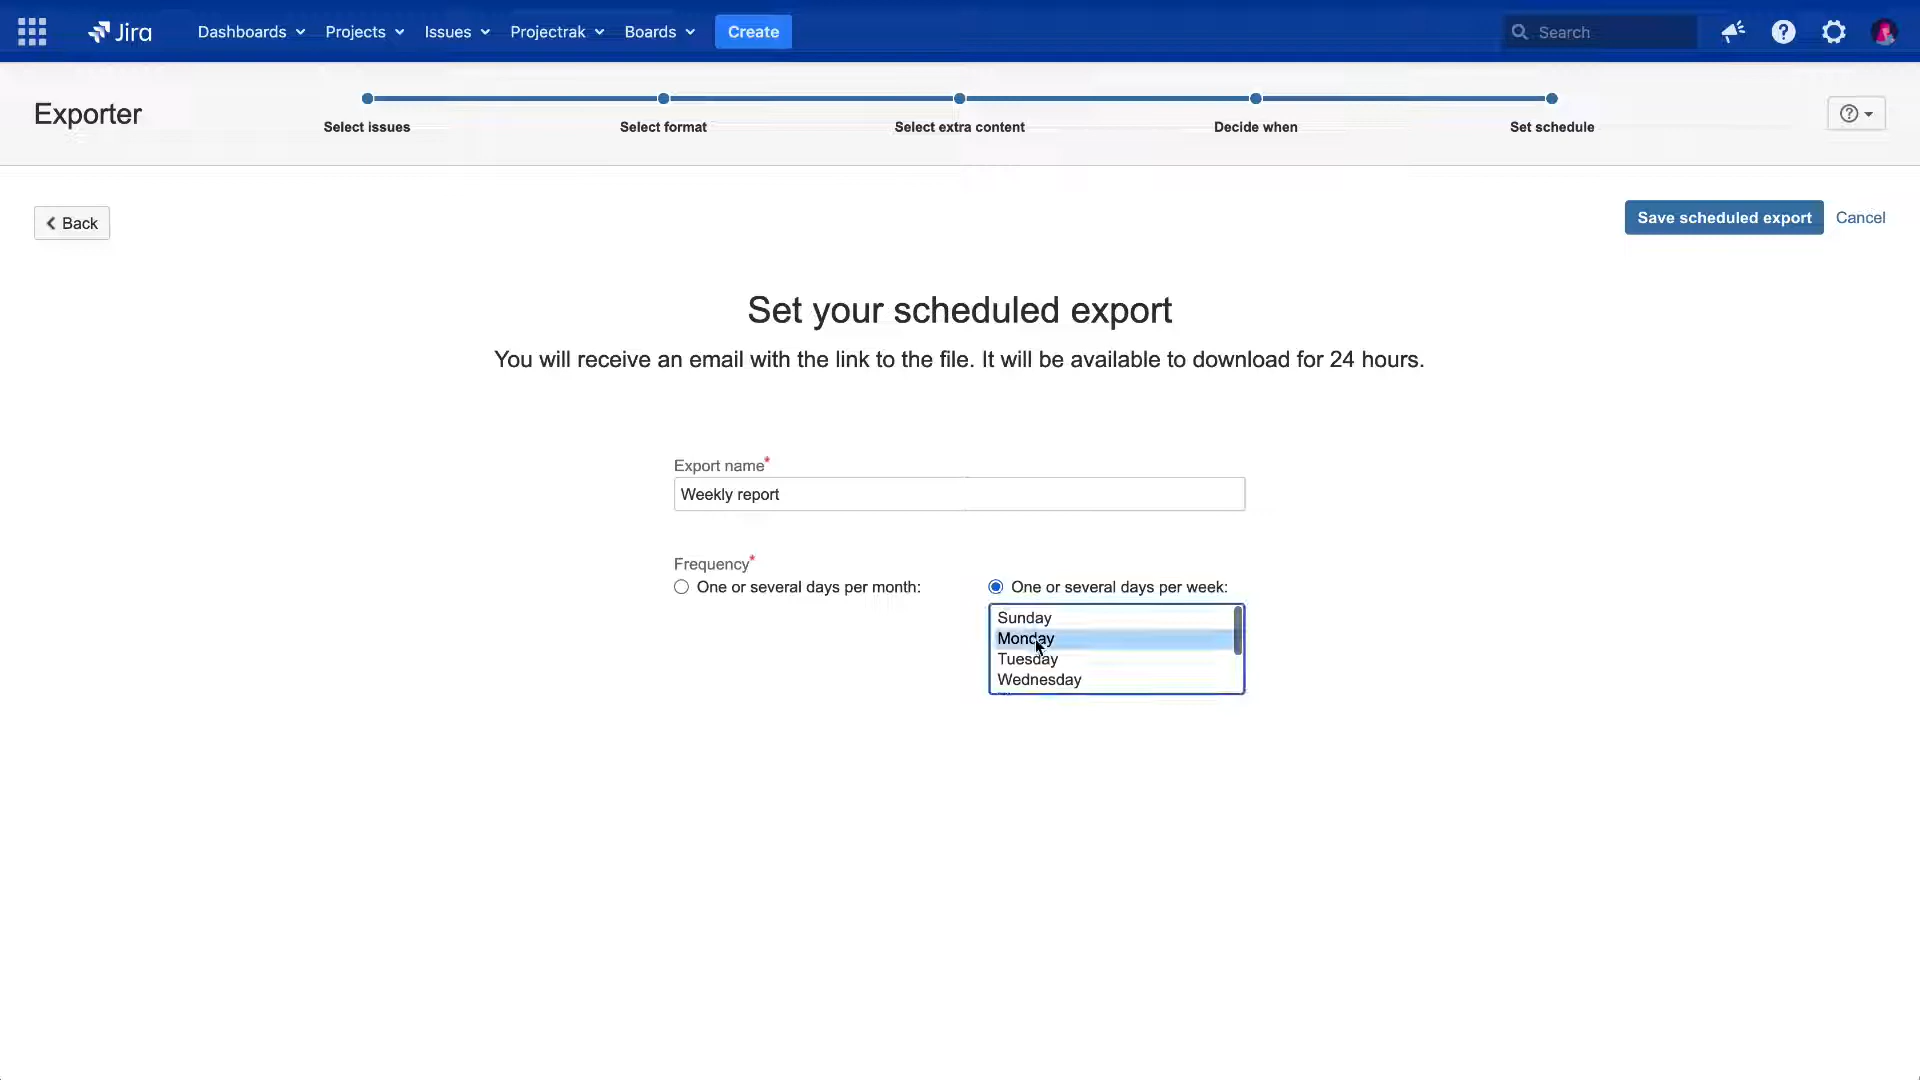 Jira
Dashboards
Projects
Issues
Projectrak
Boards
Create
Search
Exporter
Select issues
Select format
Select extra content
Decide when
Set schedule
Back
Save scheduled export
Cancel
Set your scheduled export
You will receive an email with the link to the file. It will be available to download for 24 hours.
Export name*
Weekly report
Frequency*
One or several days per month:
One or several days per week:
Sunday
Monday
Tuesday
Wednesday